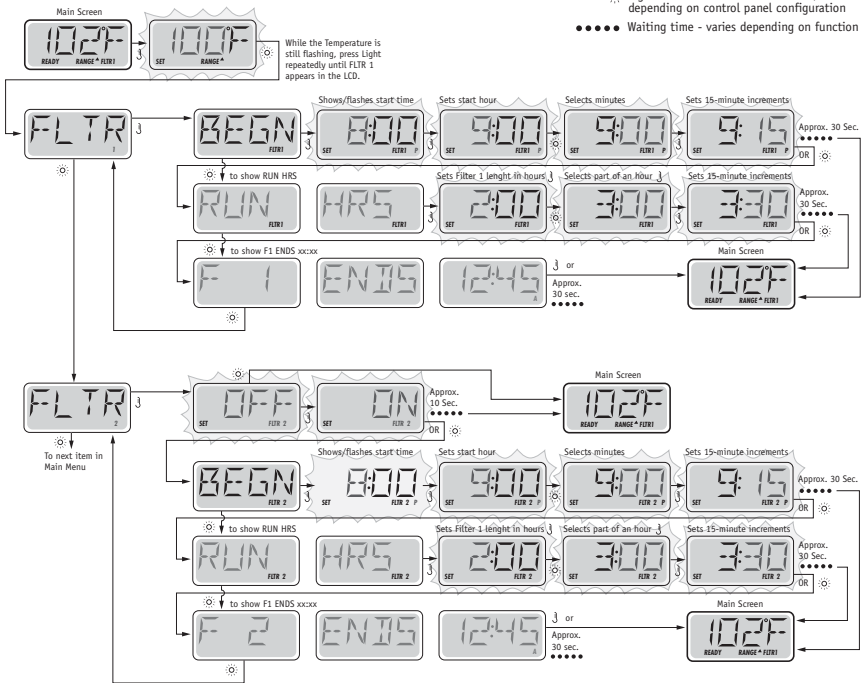 depending on control panel configuration
Waiting time - varies depending on function
Main Screen
102°F
READY RANGE FLTR1
100°F
SET RANGE
While the Temperature is
still flashing, press Light
repeatedly until FLTR 1
appears in the LCD.
Shows/flashes start time
Sets start hour
Selects minutes
Sets 15-minute increments
FLTR
1
BEGN
FLTR1
8:00
SET FLTR1 P
9:00
SET FLTR1 P
9:00
SET FLTR1 P
9:15
SET FLTR1 P
Approx. 30 Sec.
OR
to show RUN HRS
Sets Filter 1 lenght in hours
Selects part of an hour
Sets 15-minute increments
RUN
FLTR1
HRS
FLTR1
2:00
SET FLTR1
3:00
SET FLTR1
3:30
SET FLTR1
Approx.
30 Sec.
OR
to show F1 ENDS xx:xx
F 1
ENDS
12:45
A
or
Approx.
30 sec.
Main Screen
102°F
READY RANGE FLTR1
FLTR
2
To next item in
Main Menu
OFF
SET FLTR 2
ON
SET FLTR 2
Approx.
10 Sec.
OR
Main Screen
102°F
READY RANGE FLTR1
Shows/flashes start time
Sets start hour
Selects minutes
Sets 15-minute increments
BEGN
FLTR 2
8:00
SET FLTR 2 P
9:00
SET FLTR 2 P
9:00
SET FLTR 2 P
9:15
SET FLTR 2 P
Approx. 30 Sec.
OR
to show RUN HRS
Sets Filter 1 lenght in hours
Selects part of an hour
Sets 15-minute increments
RUN
FLTR 2
HRS
FLTR 2
2:00
SET FLTR 2
3:00
SET FLTR 2
3:30
SET FLTR 2
Approx.
30 Sec.
OR
to show F1 ENDS xx:xx
F 2
ENDS
12:45
A
or
Approx.
30 sec.
Main Screen
102°F
READY RANGE FLTR1